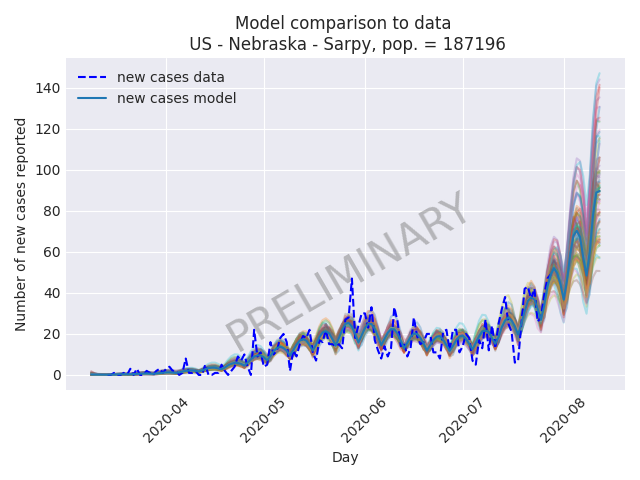 Model comparison to data
US - Nebraska - Sarpy, pop. = 187196
new cases data
new cases model
Number of new cases reported
140
120
100
80
60
40
20
0
PRELIMINARY
2020-04
2020-05
2020-06
2020-07
2020-08
Day